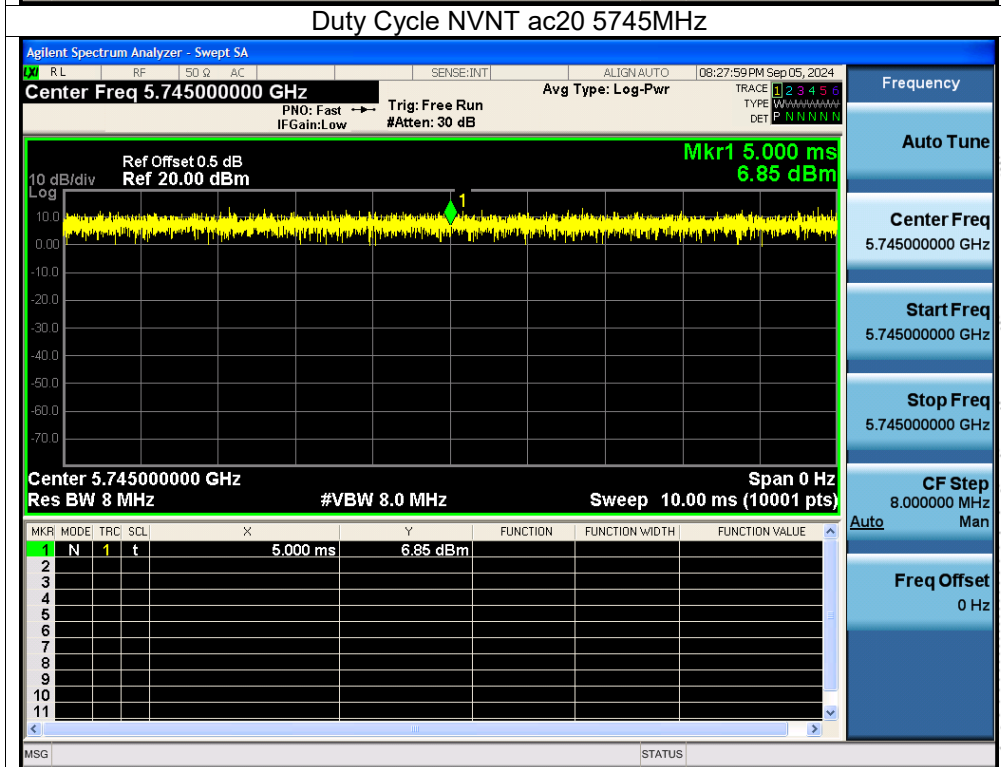 Duty Cycle NVNT ac20 5745MHz
Agilent Spectrum Analyzer - Swept SA
LXI RL RF 50 Ω AC SENSE:INT ALIGN AUTO 08:27:59 PM Sep 05, 2024
Center Freq 5.745000000 GHz
PNO: Fast
IFGain:Low
Trig: Free Run
#Atten: 30 dB
Avg Type: Log-Pwr
TRACE 1 2 3 4 5 6
TYPE WWWWWW
DET P N N N N N
Mkr1 5.000 ms
6.85 dBm
Ref Offset 0.5 dB
10 dB/div Ref 20.00 dBm
Log
1
10.0
0.00
-10.0
-20.0
-30.0
-40.0
-50.0
-60.0
-70.0
Center 5.745000000 GHz Span 0 Hz
Res BW 8 MHz #VBW 8.0 MHz Sweep 10.00 ms (10001 pts)
MKR MODE TRC SCL X Y FUNCTION FUNCTION WIDTH FUNCTION VALUE
1 N 1 t 5.000 ms 6.85 dBm
2
3
4
5
6
7
8
9
10
11
MSG STATUS
Frequency
Auto Tune
Center Freq
5.745000000 GHz
Start Freq
5.745000000 GHz
Stop Freq
5.745000000 GHz
CF Step
8.000000 MHz
Auto Man
Freq Offset
0 Hz